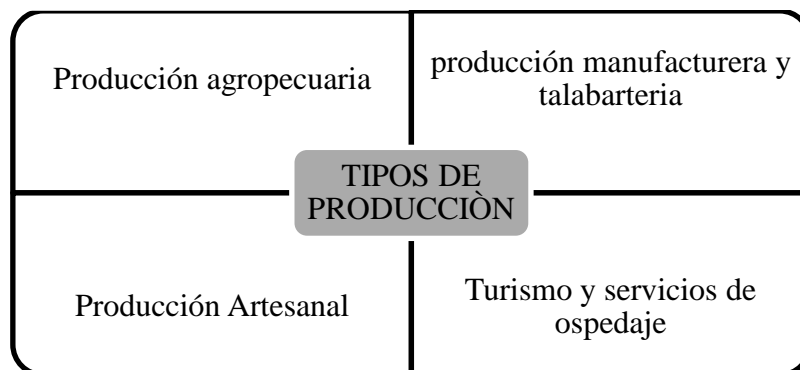 Producción agropecuaria
producción manufacturera y
talabarteria
TIPOS DE
PRODUCCIÒN
Producción Artesanal
Turismo y servicios de
ospedaje